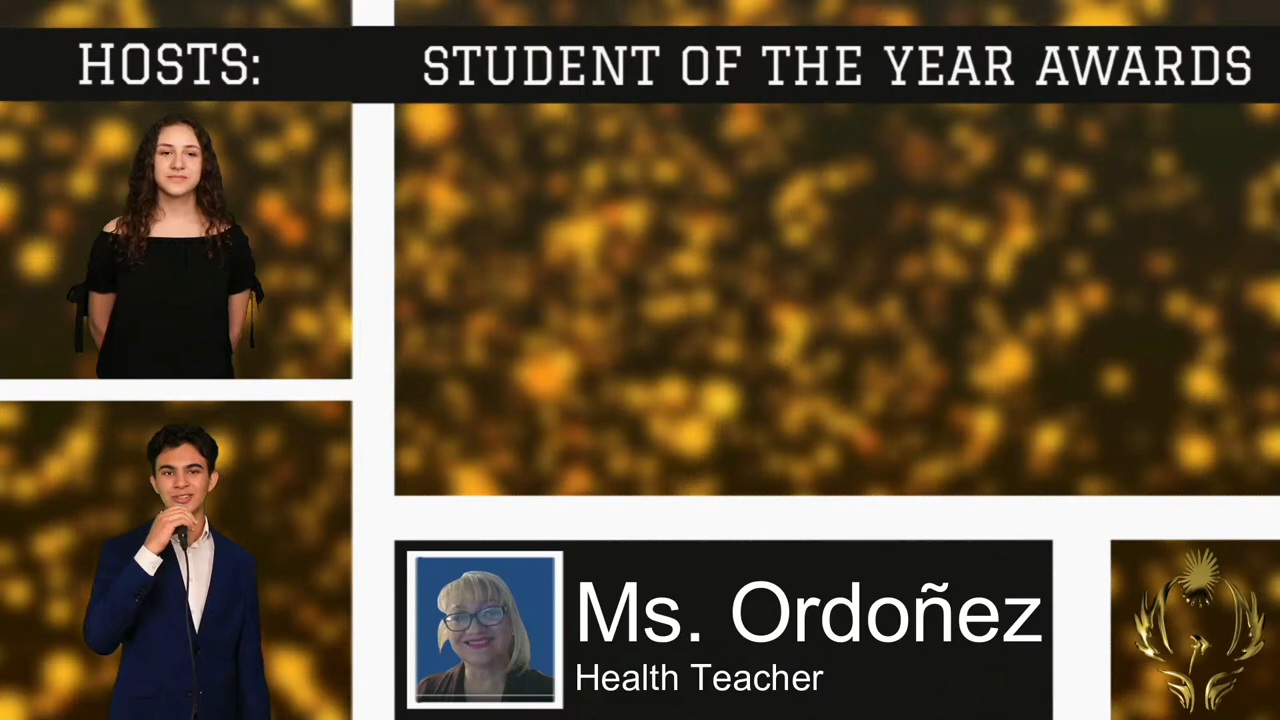 HOSTS:
STUDENT OF THE YEAR AWARDS
Ms. Ordoñez
Health Teacher